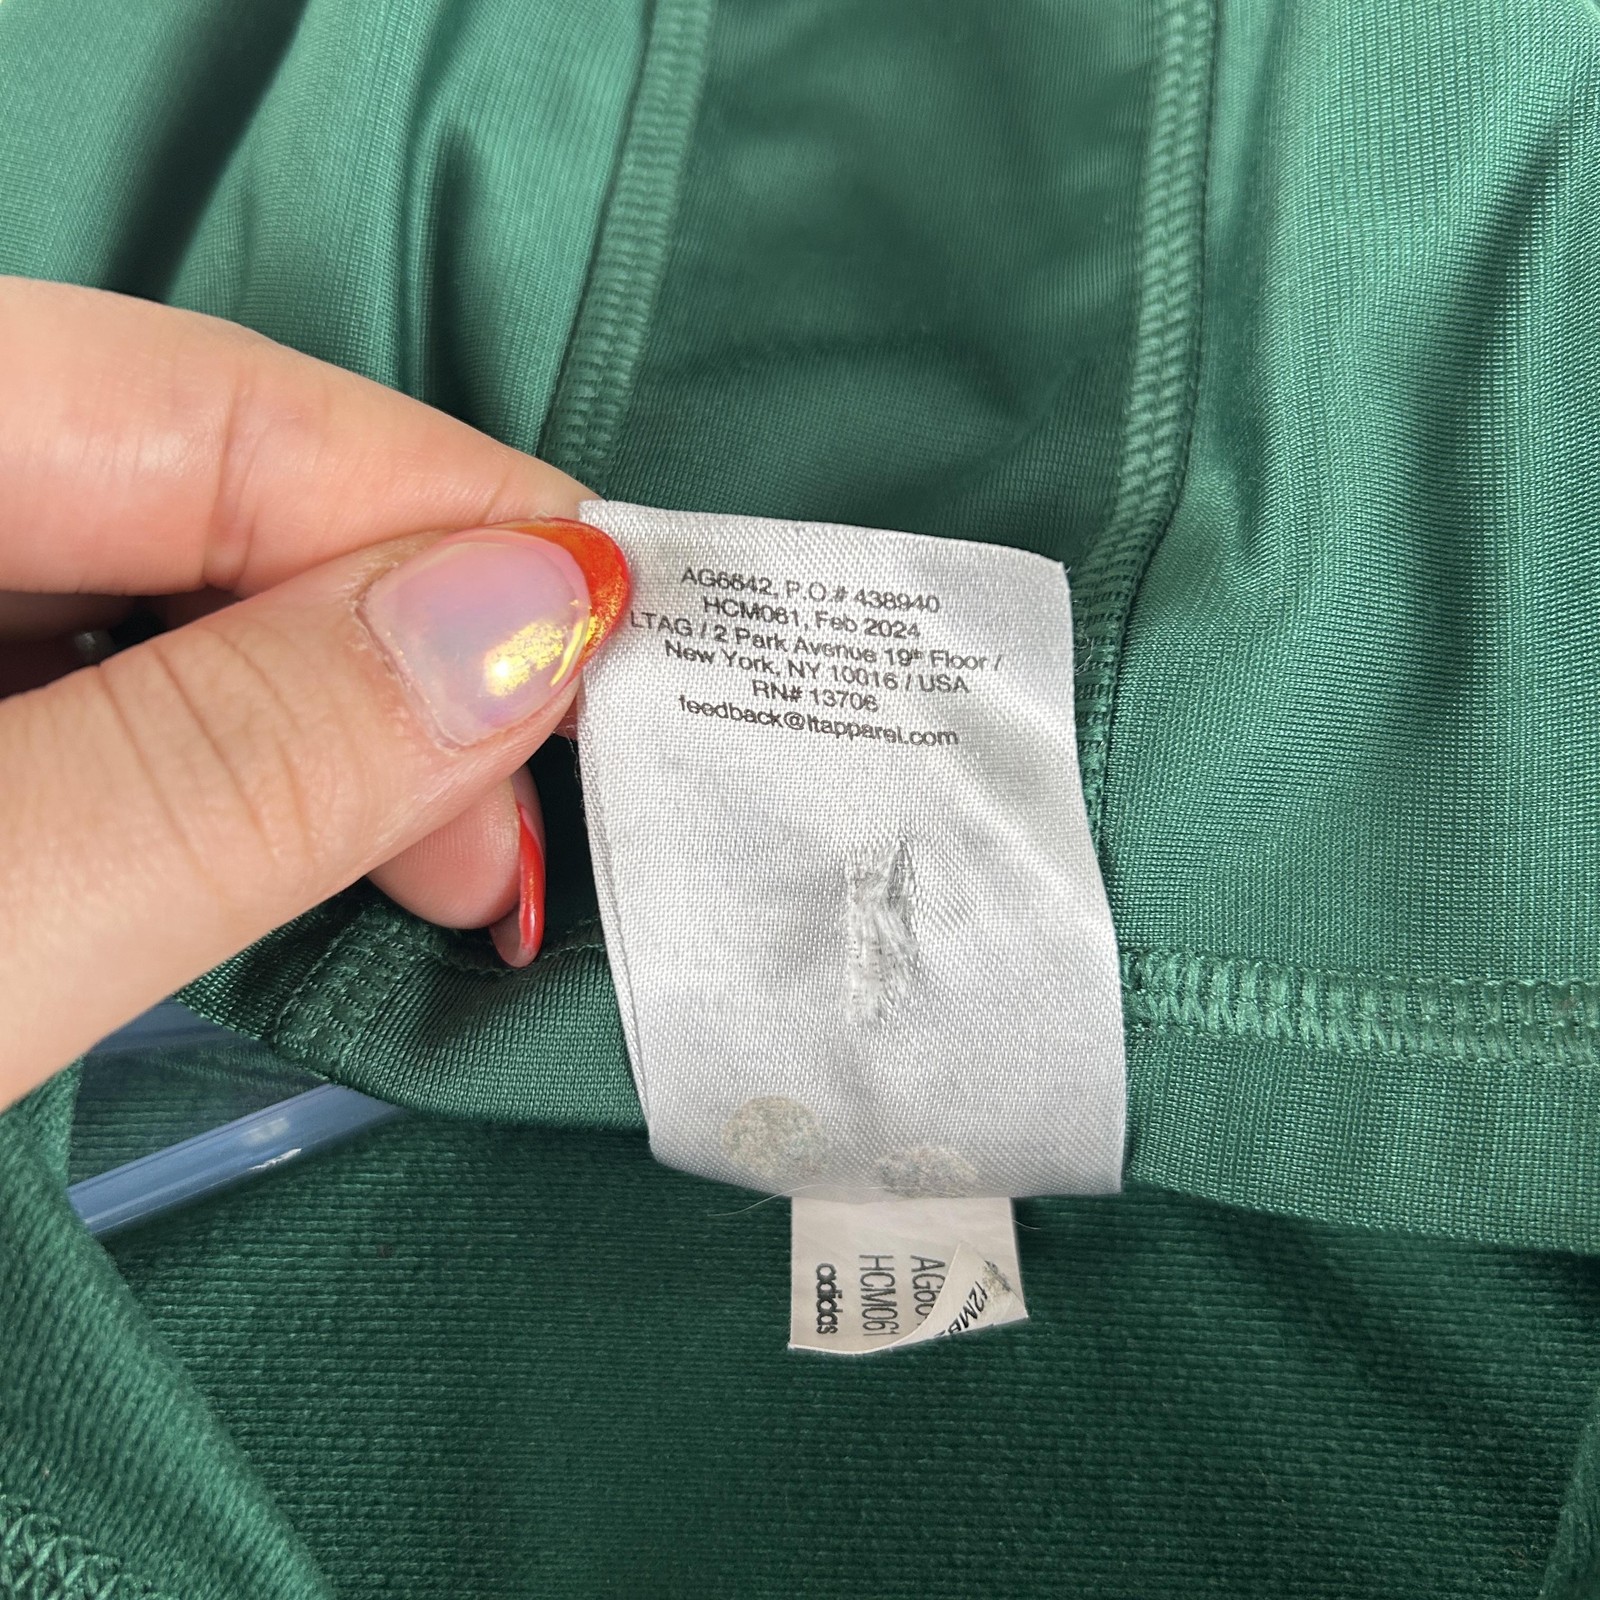 AG6642, P.O.# 438940
HCM061, Feb 2024
LTAG / 2 Park Avenue 19th Floor /
New York, NY 10016 / USA
RN# 13706
feedback@ltapparel.com
adidas
HCM061